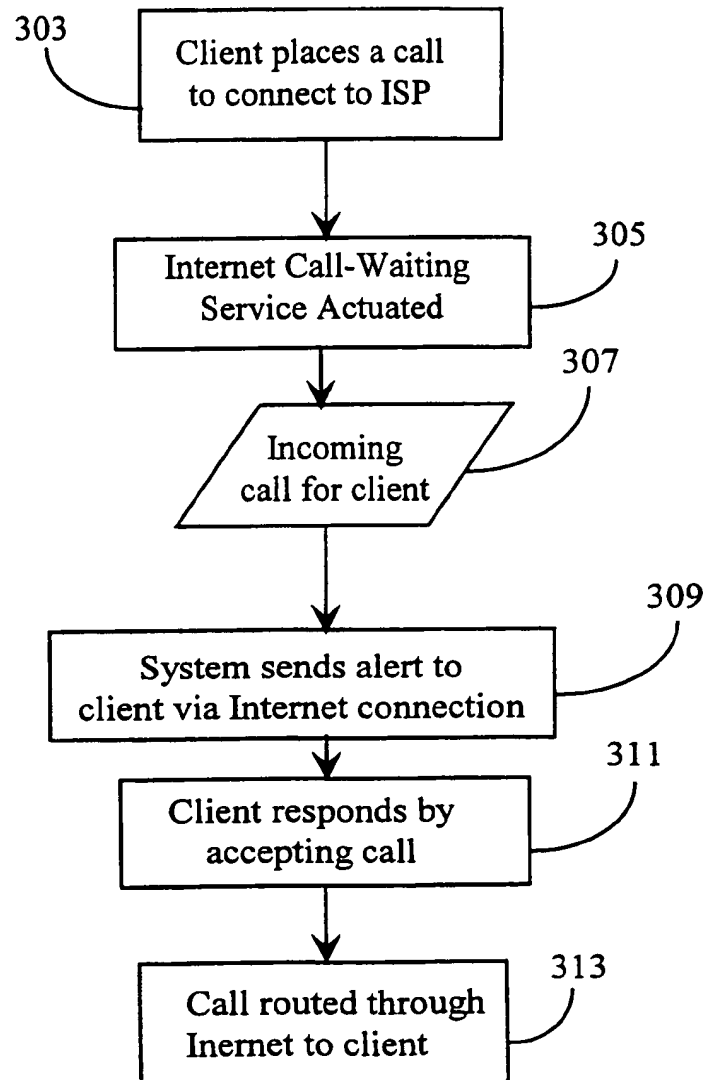 303
Client places a call
to connect to ISP
305
Internet Call-Waiting
Service Actuated
307
Incoming
call for client
309
System sends alert to
client via Internet connection
311
Client responds by
accepting call
313
Call routed through
Inernet to client